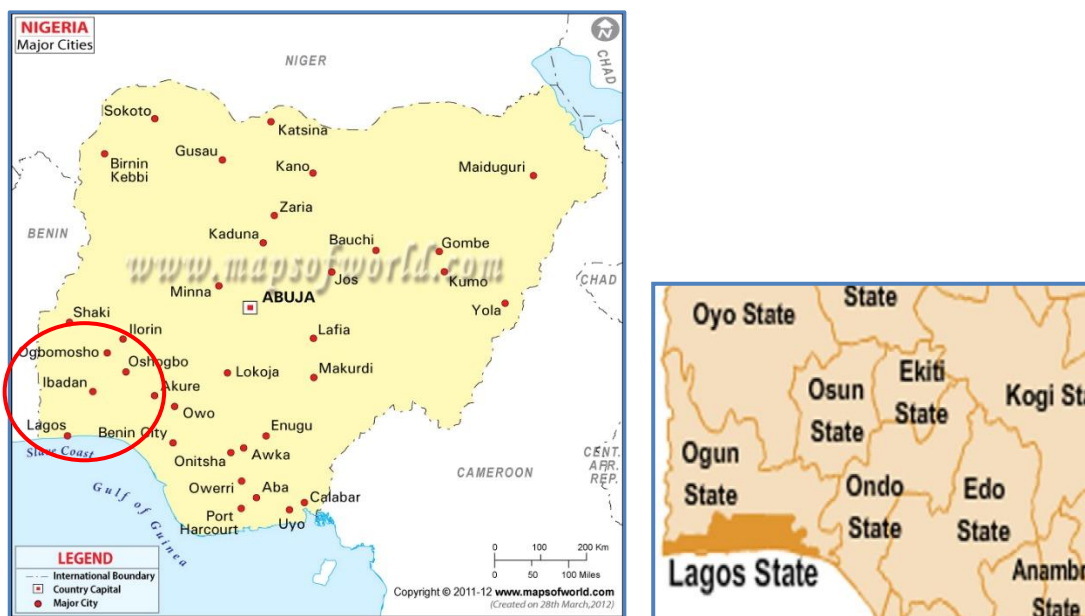 NIGERIA
Major Cities
N
NIGER
CHAD
Sokoto
Katsina
Birnin
Kebbi
Gusau
Kano
Maiduguri
Zaria
BENIN
Kaduna
Bauchi
Gombe
www.mapsofworld.com
Jos
Kumo
CHAD
Minna
ABUJA
Yola
Shaki
Ilorin
Lafia
Ogbomosho
Oshogbo
Lokoja
Makurdi
Ibadan
Akure
Owo
Lagos
Benin City
Enugu
Slave Coast
Onitsha
Awka
CAMEROON
CENT.
AFR.
REP.
Gulf of Guinea
Owerri
Aba
Calabar
Port
Harcourt
Uyo
LEGEND
International Boundary
Country Capital
Major City
0 100 200 Km
0 50 100 Miles
Copyright © 2011-12 www.mapsofworld.com
(Created on 28th March,2012)
Oyo State
State
Osun
State
Ekiti
State
Kogi Sta
Ogun
State
Ondo
State
Edo
State
Lagos State
Anambr
State